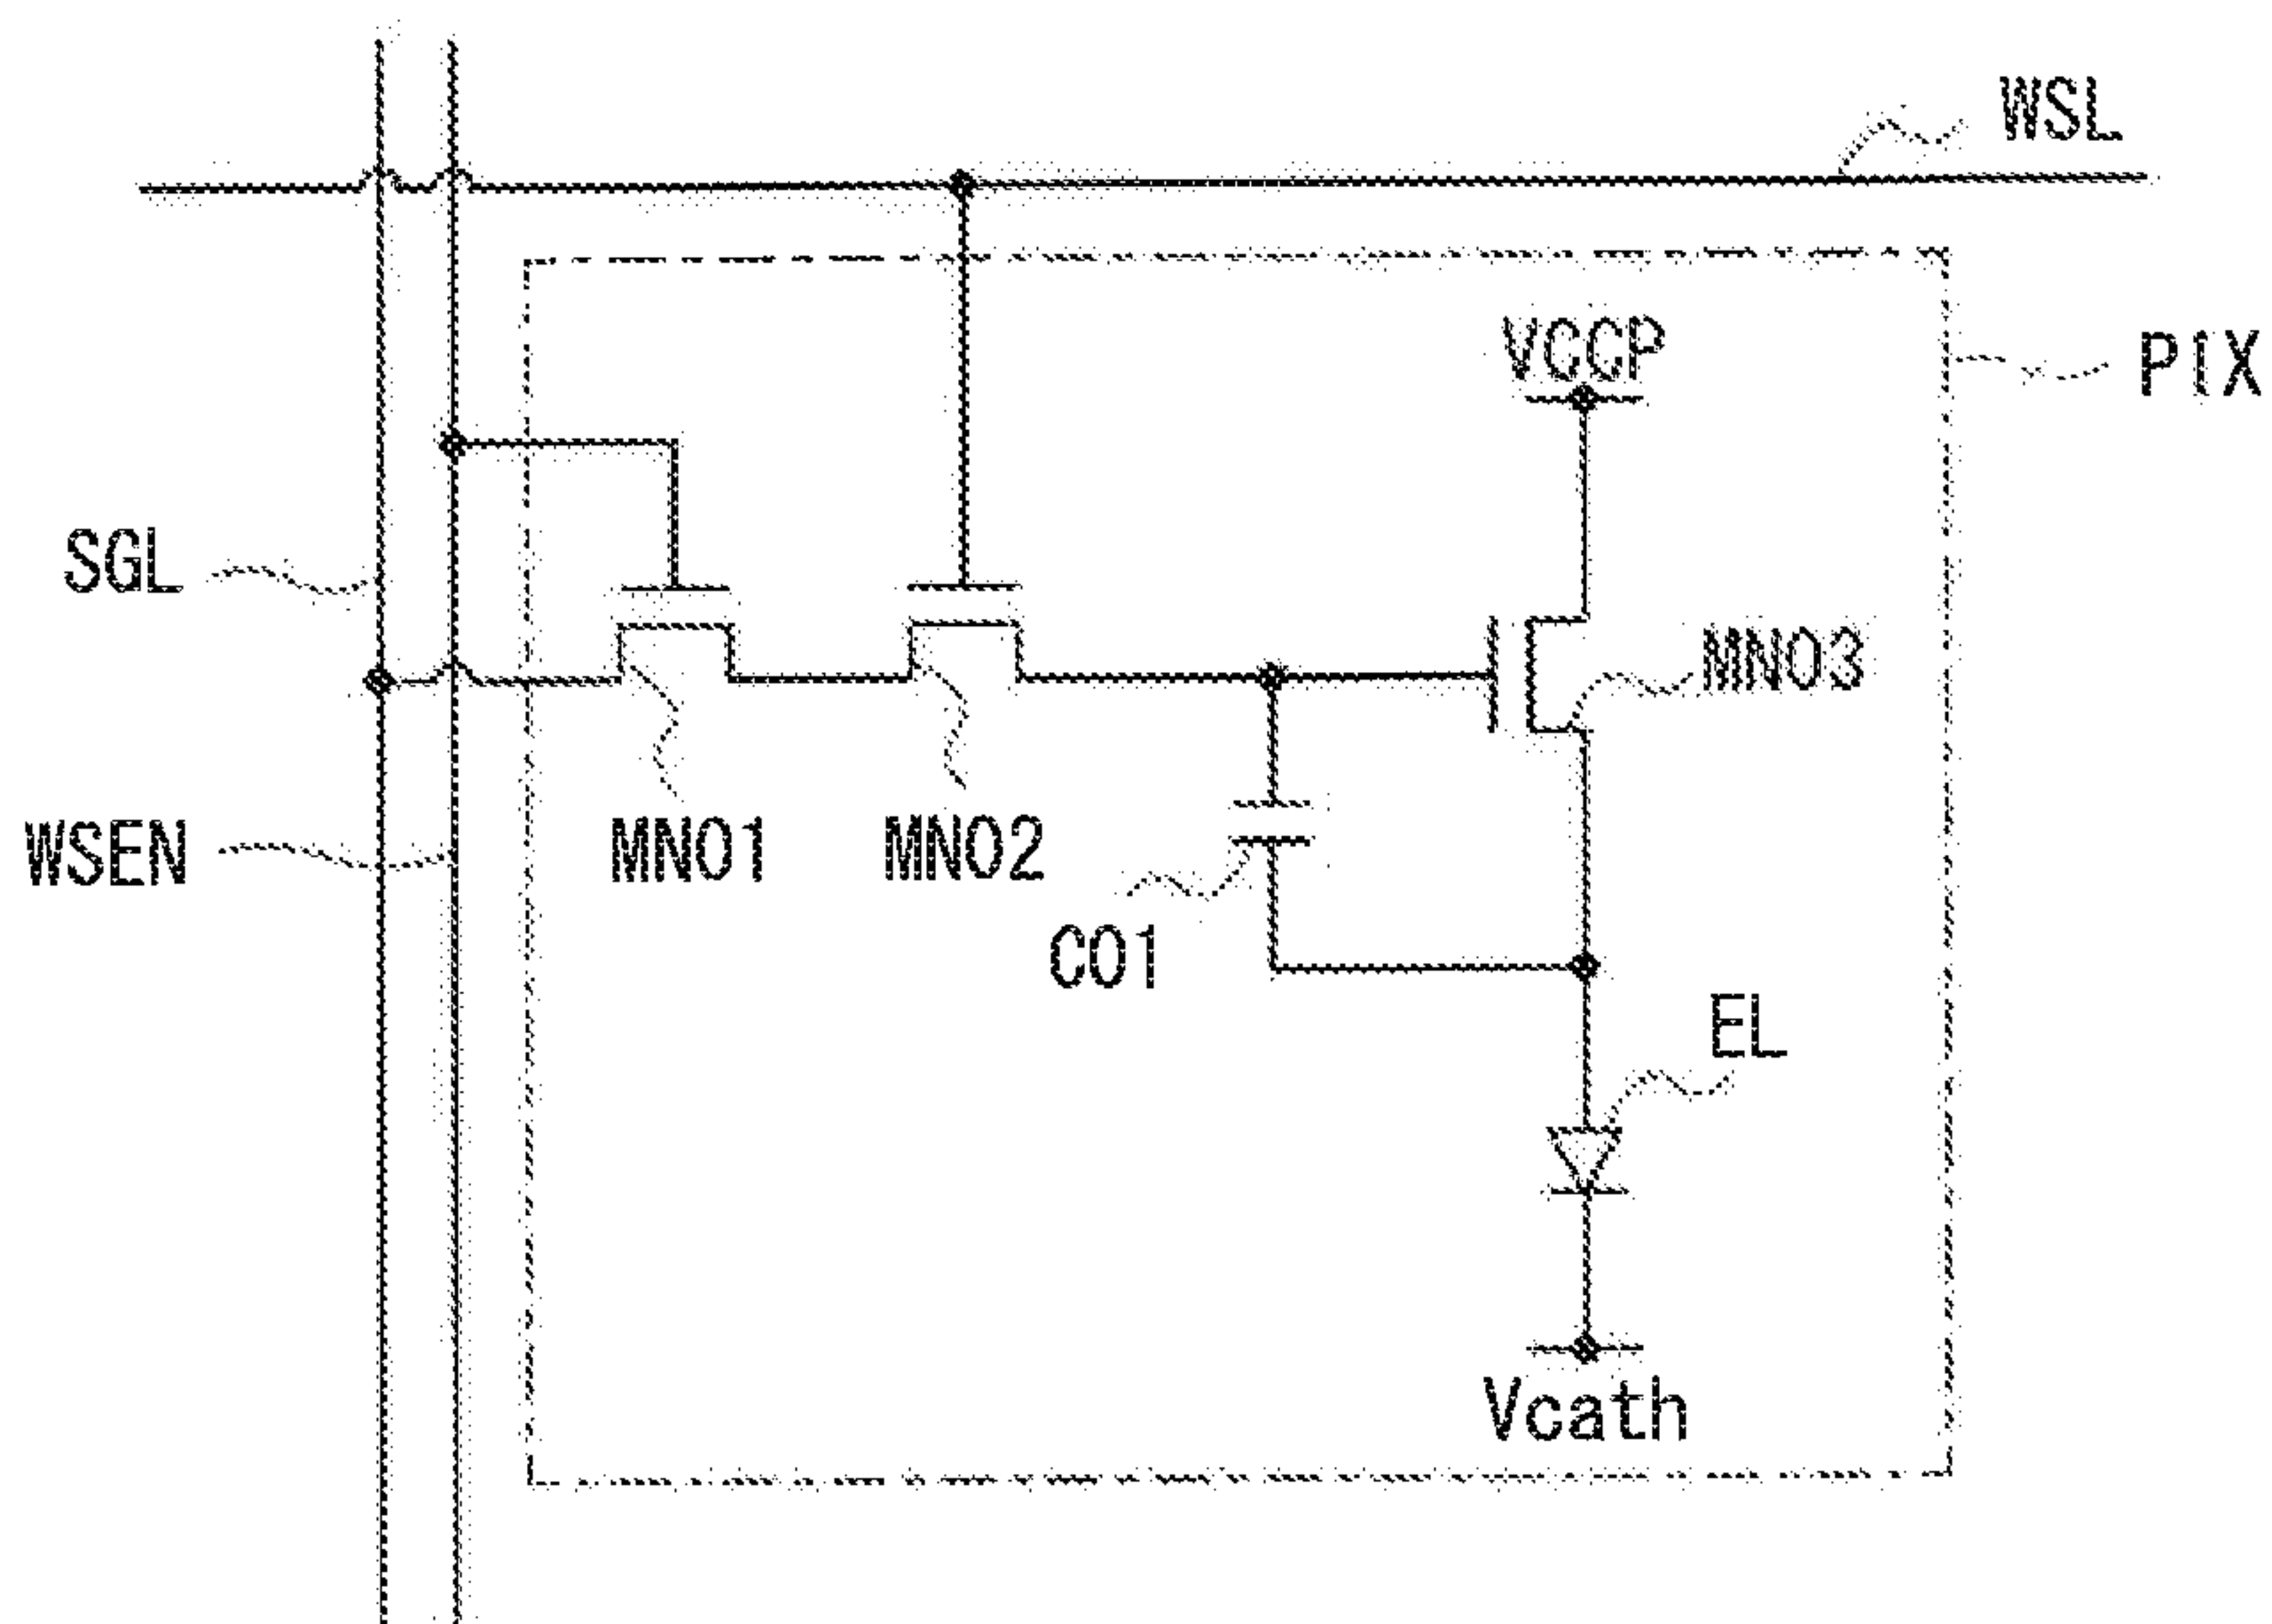 WSL
VCCP
PIX
SGL
MN03
WSEN
MN01
MN02
C01
EL
Vcath